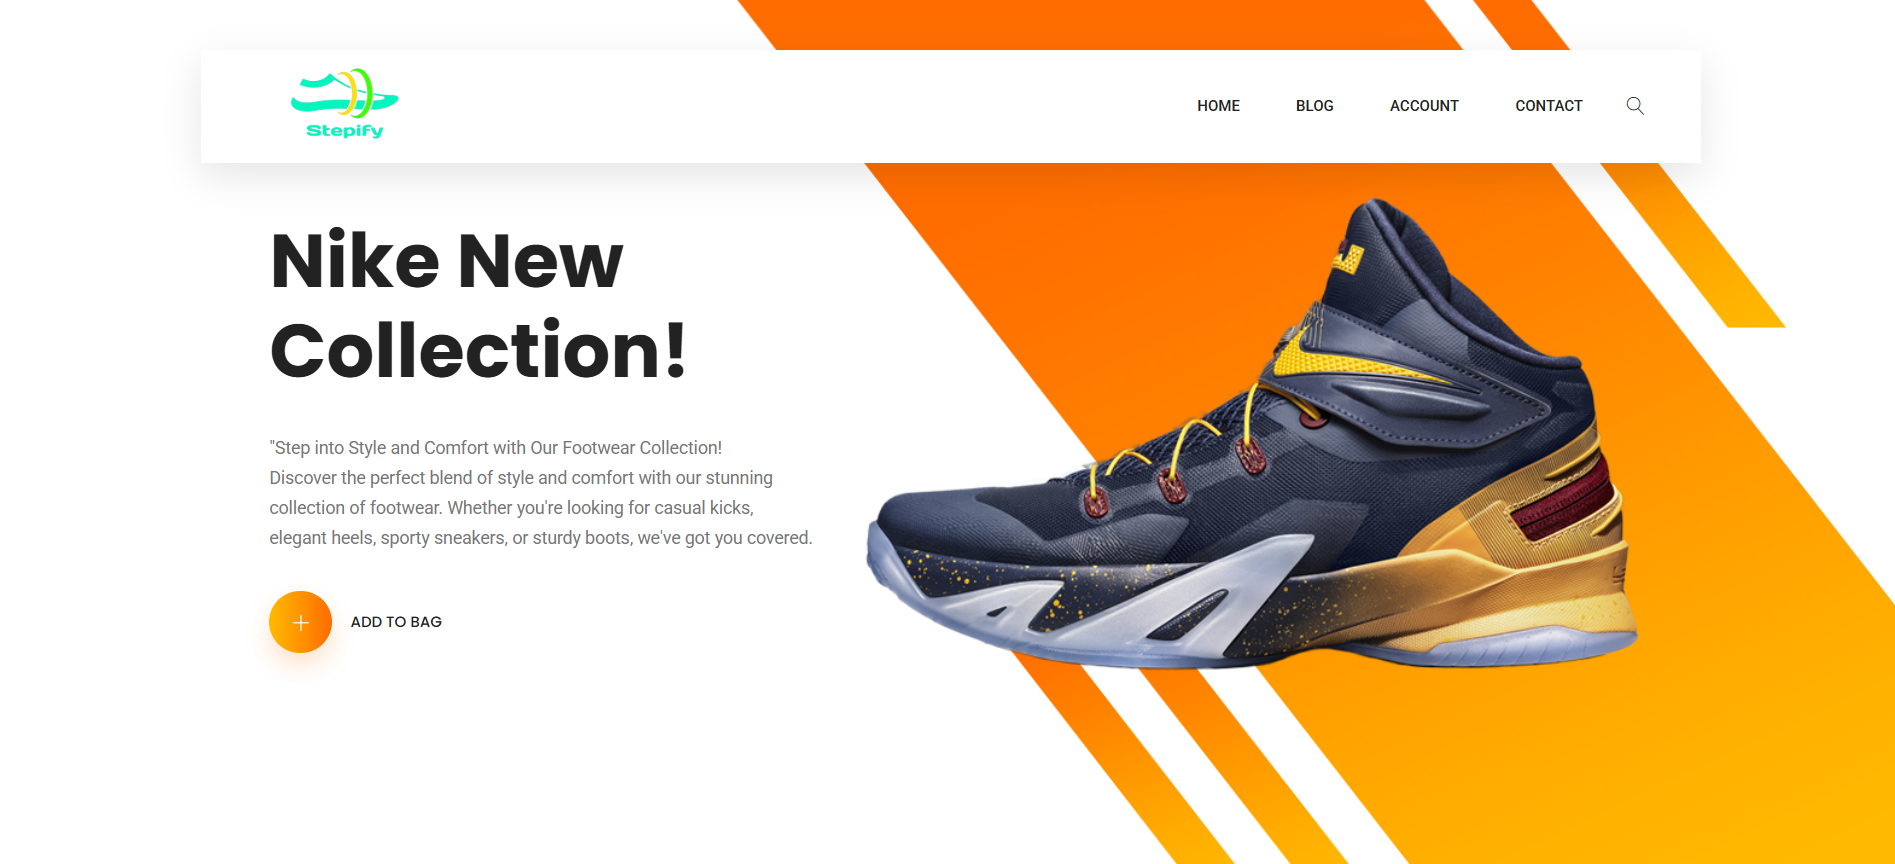 Stepify
HOME BLOG ACCOUNT CONTACT
Nike New
Collection!
"Step into Style and Comfort with Our Footwear Collection!
Discover the perfect blend of style and comfort with our stunning
collection of footwear. Whether you're looking for casual kicks,
elegant heels, sporty sneakers, or sturdy boots, we've got you covered.
ADD TO BAG